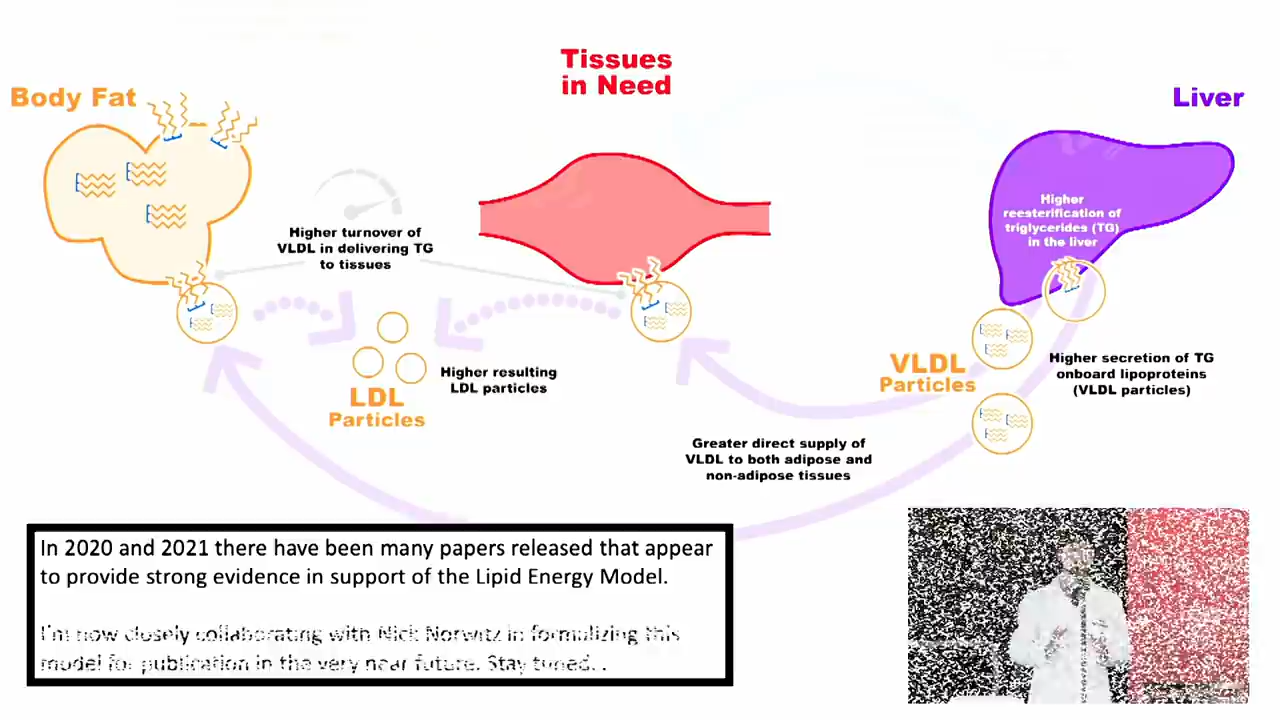 Tissues
in Need
Body Fat
Liver
Higher
reesterification of
triglycerides (TG)
in the liver
Higher turnover of
VLDL in delivering TG
to tissues
VLDL
Particles
Higher secretion of TG
onboard lipoproteins
(VLDL particles)
Higher resulting
LDL particles
LDL
Particles
Greater direct supply of
VLDL to both adipose and
non-adipose tissues
In 2020 and 2021 there have been many papers released that appear
to provide strong evidence in support of the Lipid Energy Model.
I'm now closely collaborating with Nick Norwitz in formalizing this
model for publication in the very near future. Stay tuned...